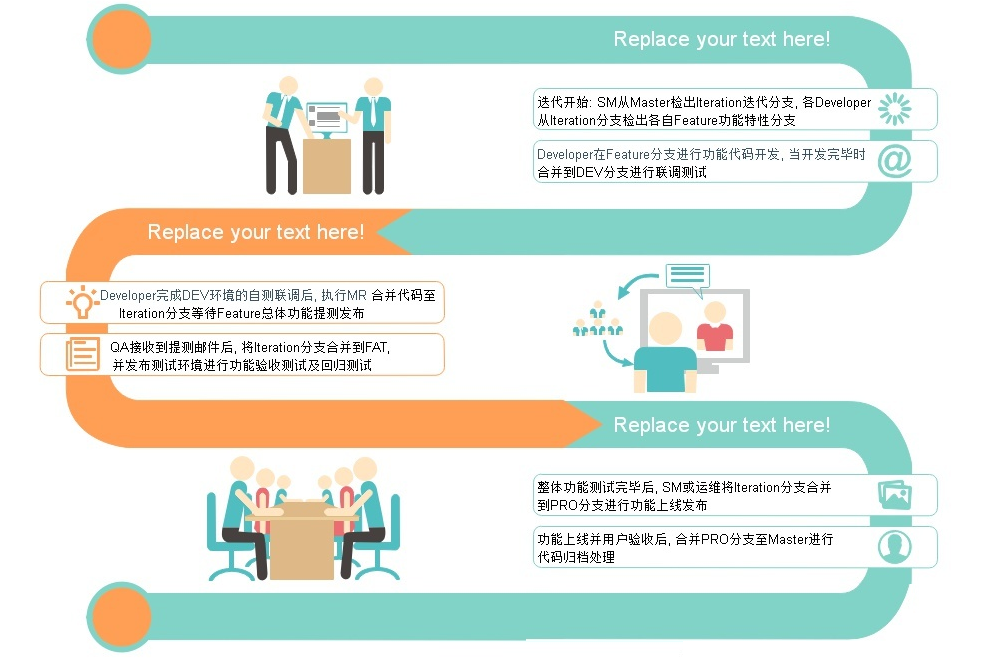 Replace your text here!
迭代开始: SM从Master检出Iteration迭代分支, 各Developer
从Iteration分支检出各自Feature功能特性分支
Developer在Feature分支进行功能代码开发, 当开发完毕时
合并到DEV分支进行联调测试
Replace your text here!
Developer完成DEV环境的自测联调后, 执行MR 合并代码至
Iteration分支等待Feature总体功能提测发布
QA接收到提测邮件后, 将Iteration分支合并到FAT,
并发布测试环境进行功能验收测试及回归测试
Replace your text here!
整体功能测试完毕后, SM或运维将Iteration分支合并
到PRO分支进行功能上线发布
功能上线并用户验收后, 合并PRO分支至Master进行
代码归档处理